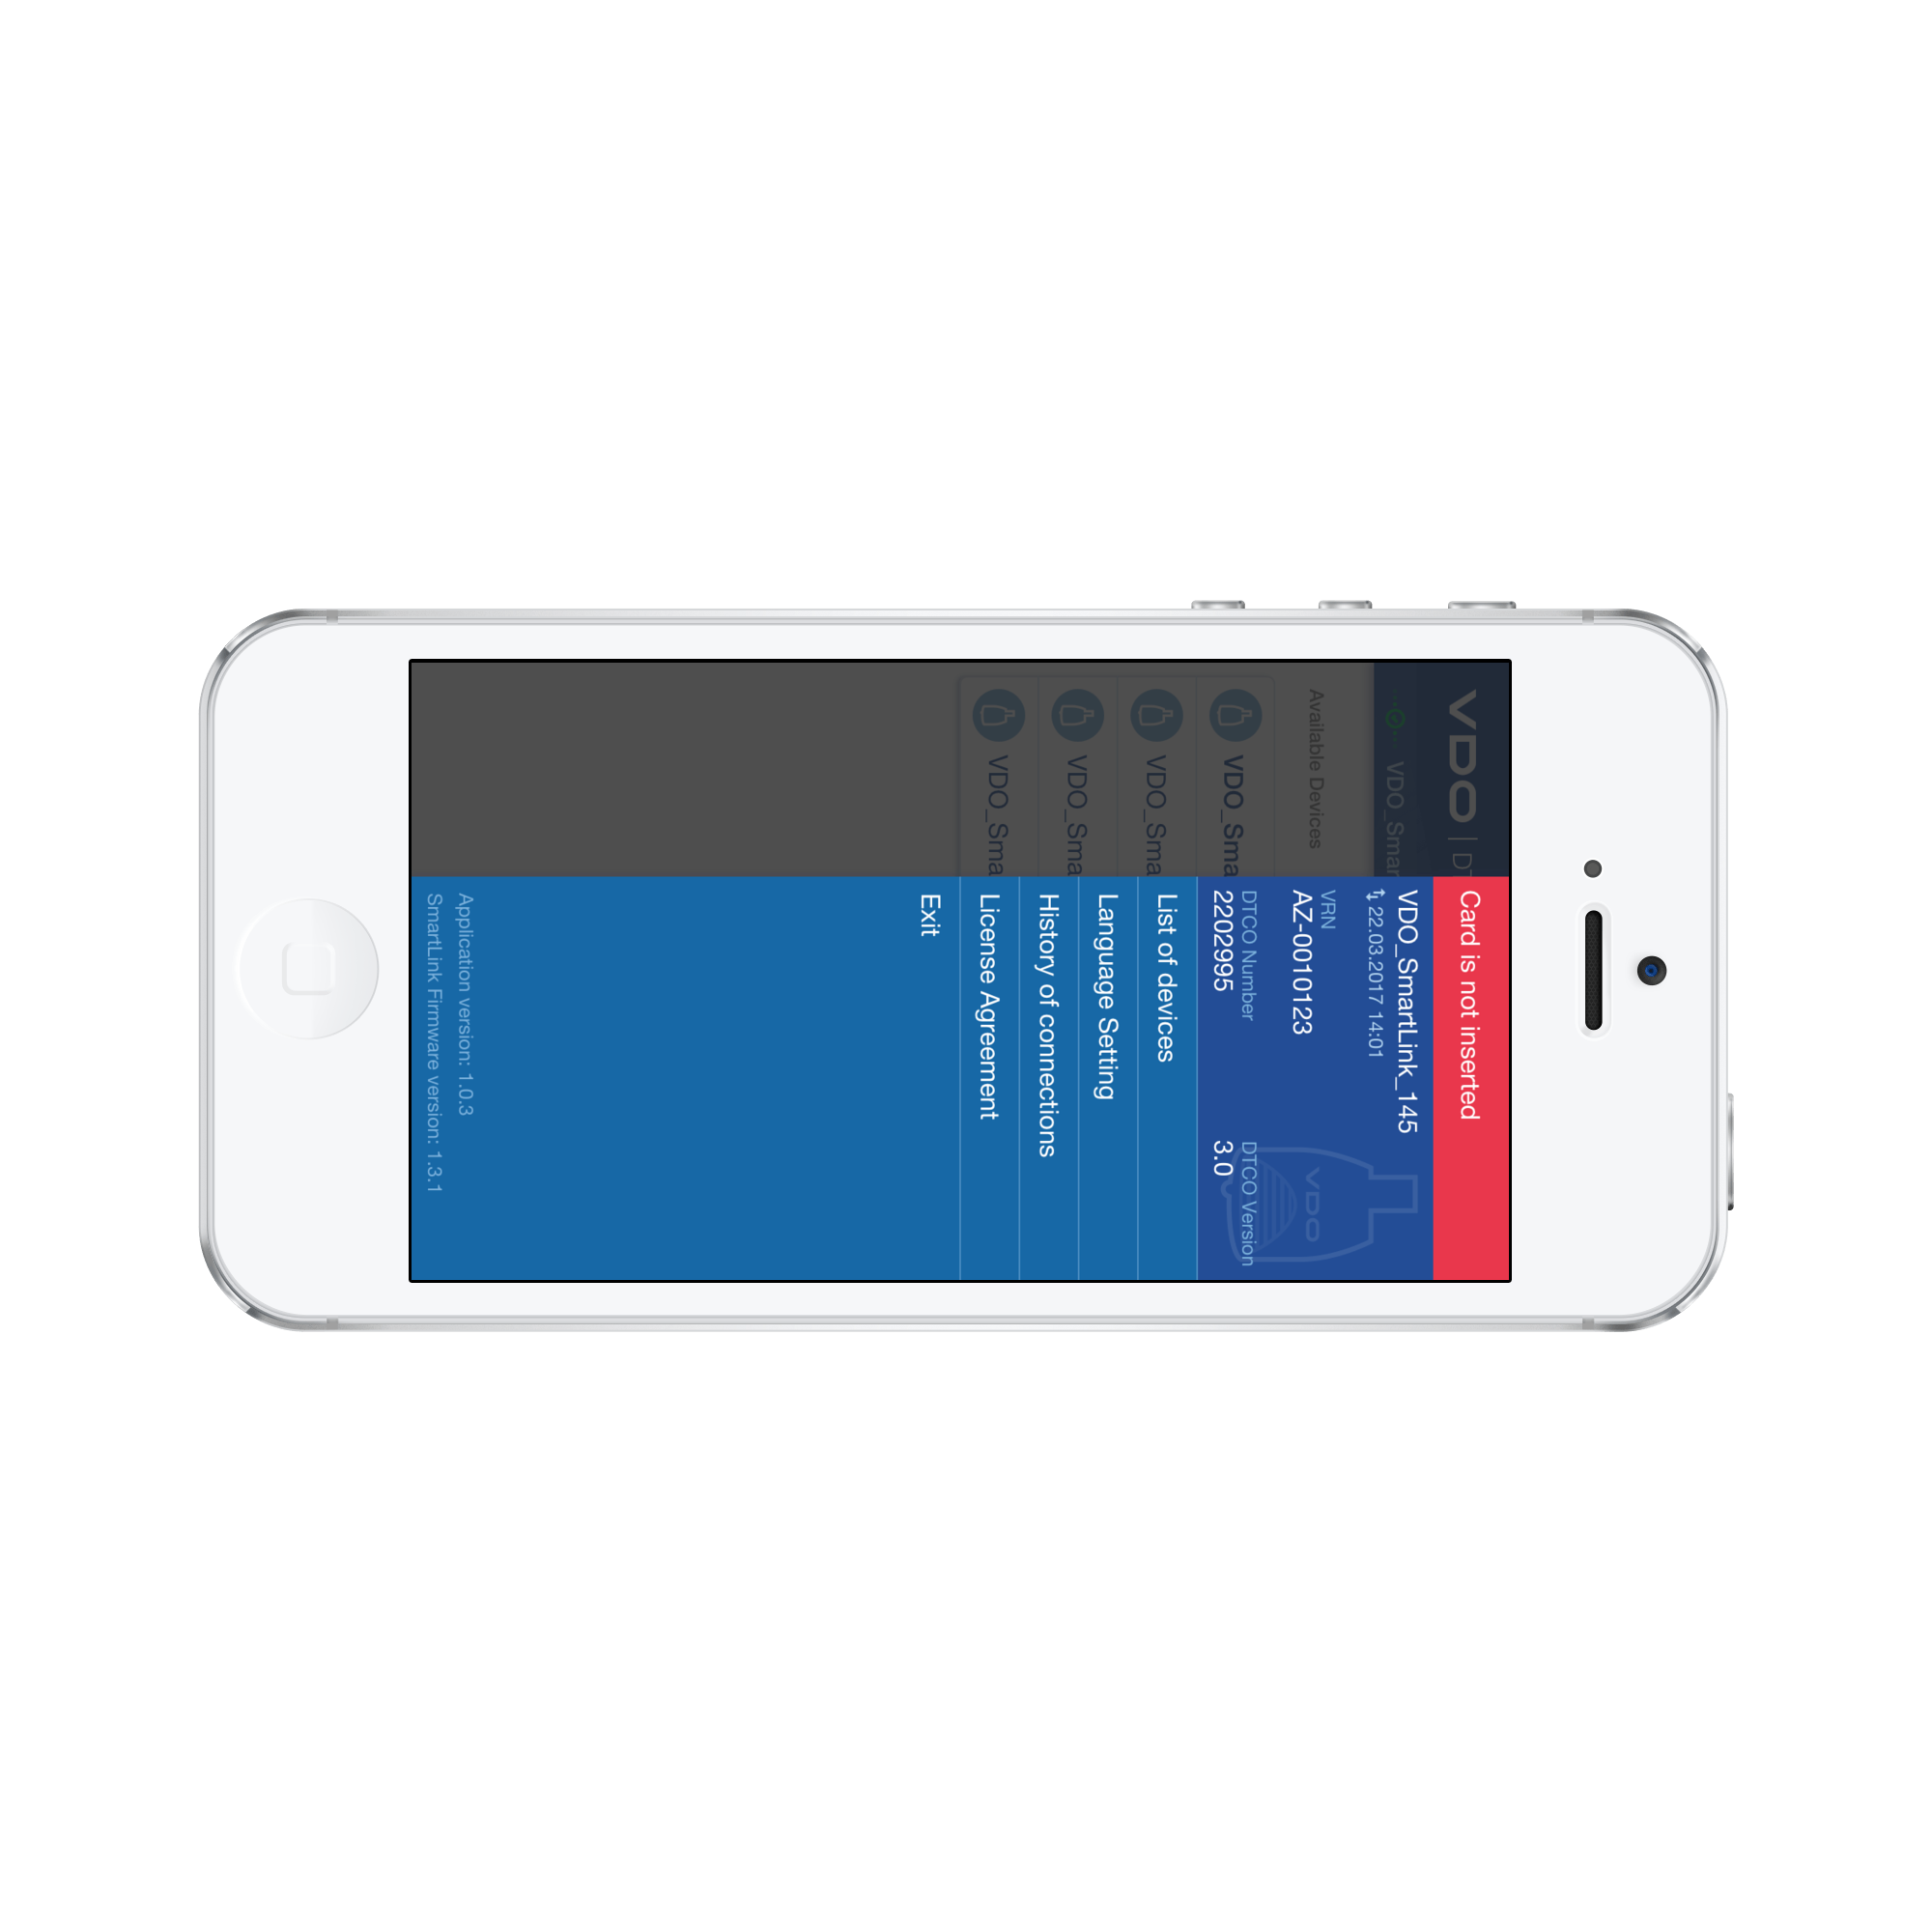 VDO | DT
VDO_Smar
Available Devices
VDO_Sma
VDO_Sma
VDO_Sma
VDO_Sma
Card is not inserted
VDO_SmartLink_145
22.03.2017 14:01
VRN
AZ-0010123
DTCO Number DTCO Version
2202995 3.0
VDO
List of devices
Language Setting
History of connections
License Agreement
Exit
Application version: 1.0.3
SmartLink Firmware version: 1.3.1